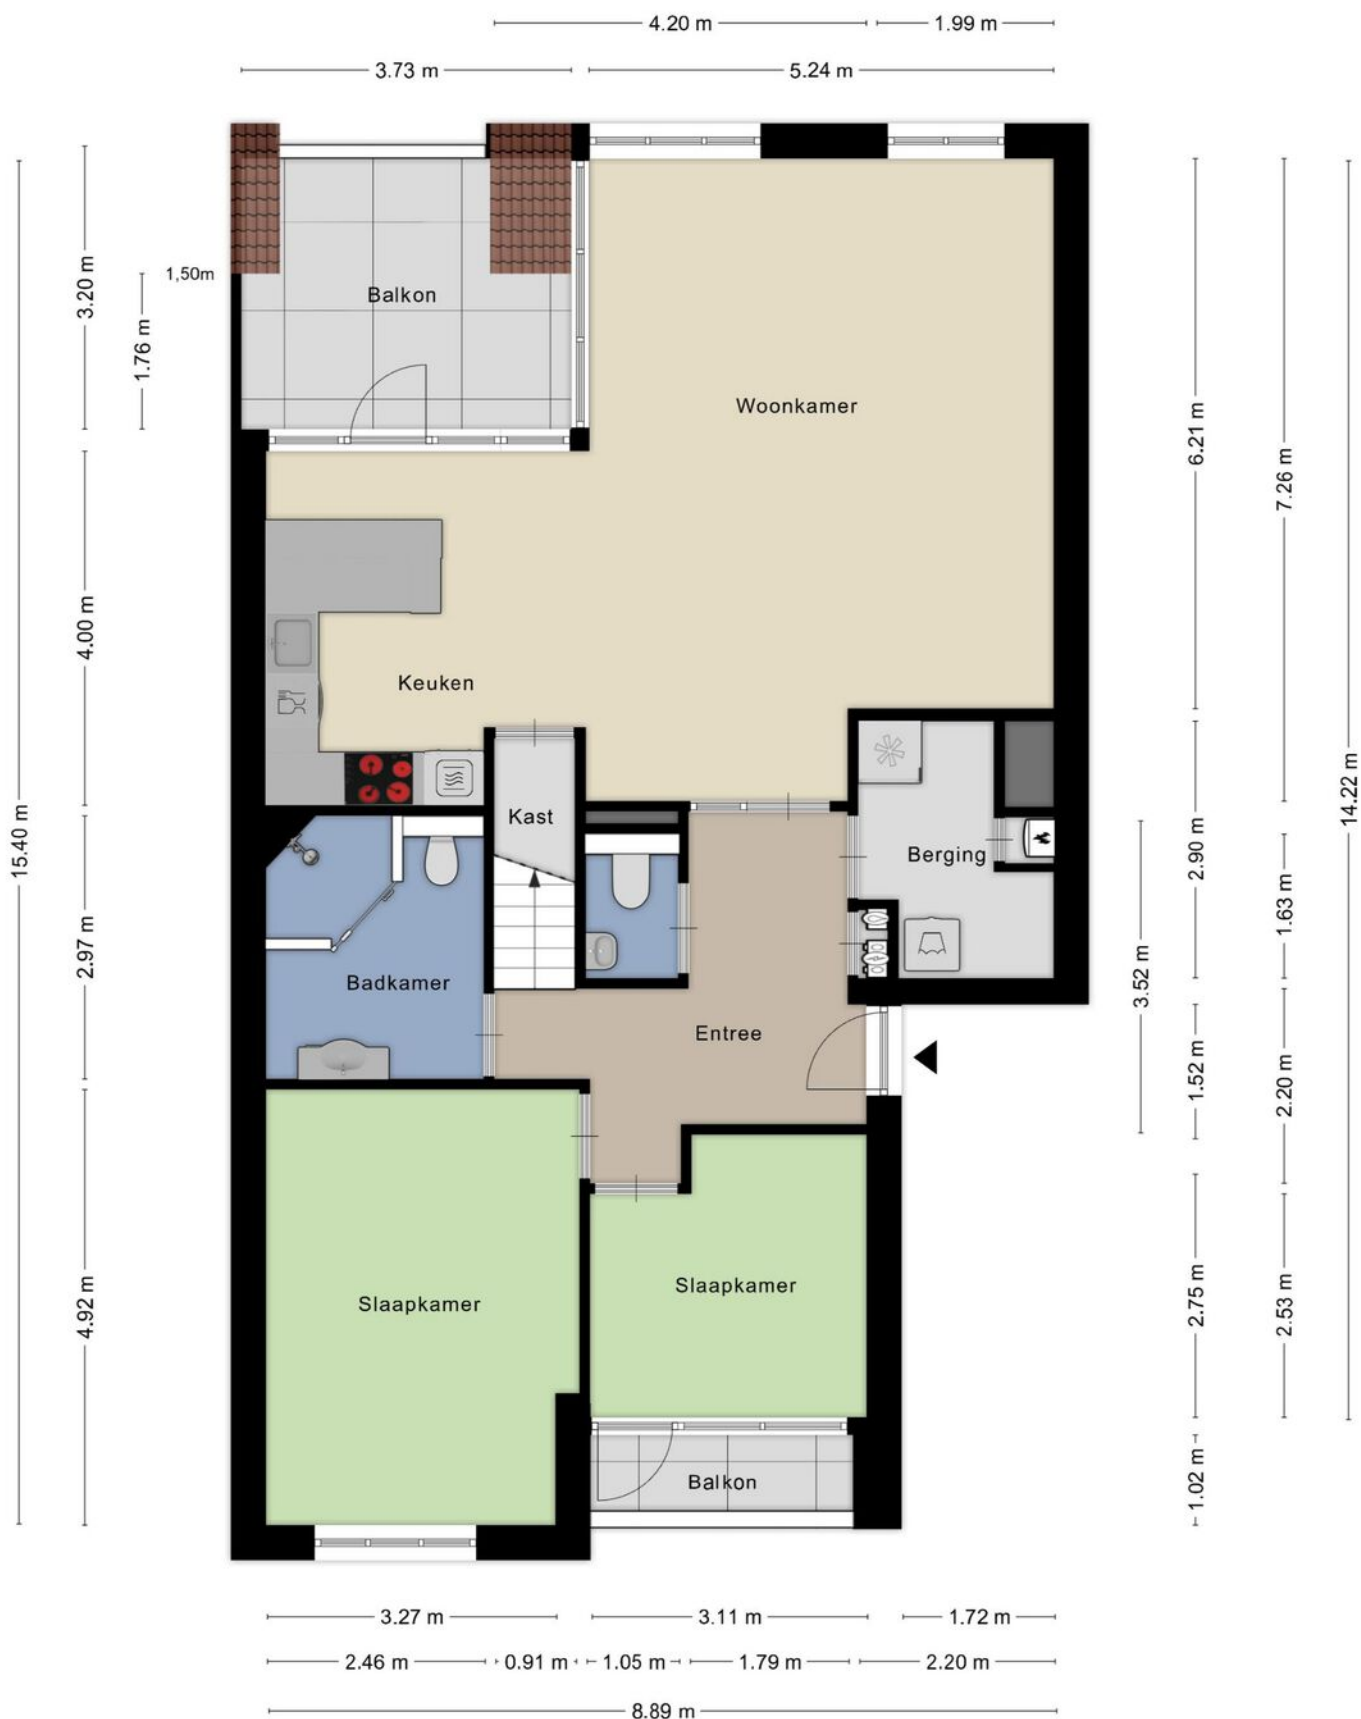 4.20 m
1.99 m
3.73 m
5.24 m
3.20 m
1,50m
1.76 m
Balkon
Woonkamer
6.21 m
7.26 m
4.00 m
Keuken
14.22 m
15.40 m
Kast
Berging
2.90 m
1.63 m
2.97 m
Badkamer
Entree
3.52 m
1.52 m
2.20 m
4.92 m
Slaapkamer
Slaapkamer
2.75 m
2.53 m
Balkon
1.02 m
3.27 m
3.11 m
1.72 m
2.46 m
0.91 m
1.05 m
1.79 m
2.20 m
8.89 m